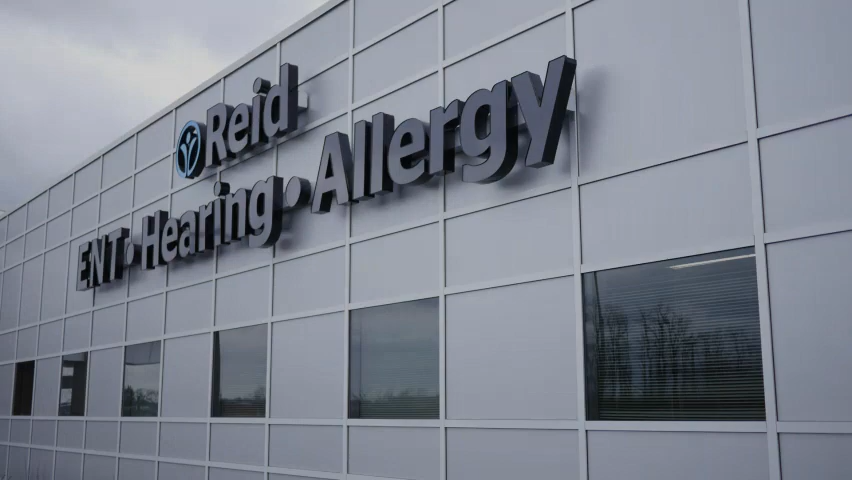 Reid
ENT • Hearing • Allergy